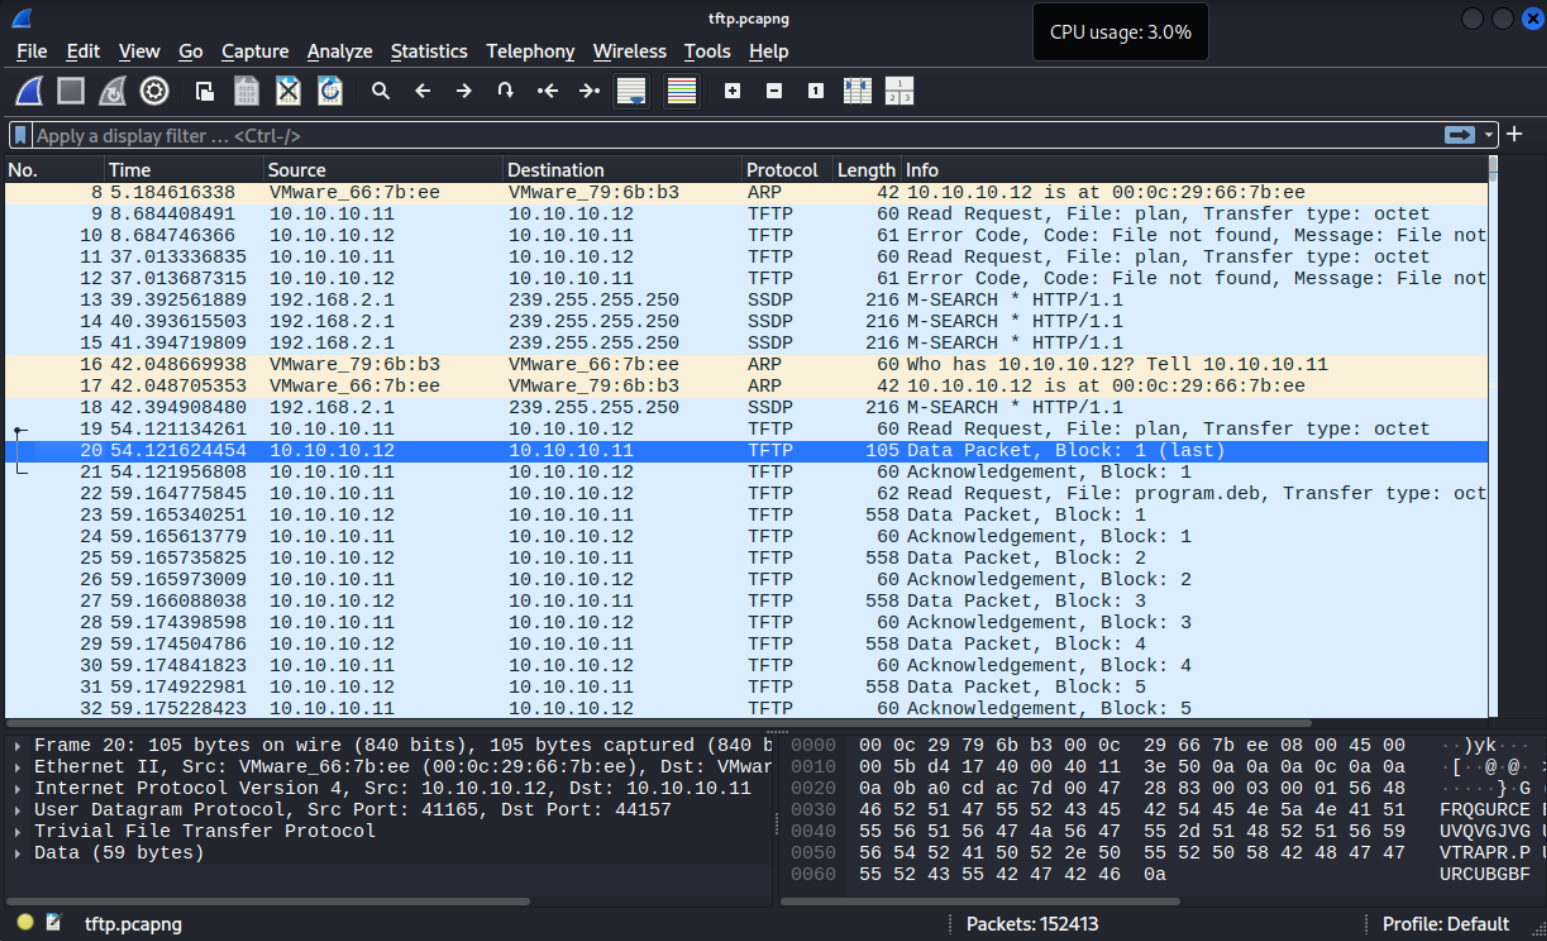 tftp.pcapng
CPU usage: 3.0%
File Edit View Go Capture Analyze Statistics Telephony Wireless Tools Help
Apply a display filter … <Ctrl-/>
No. Time Source Destination Protocol Length Info
8 5.184616338 VMware_66:7b:ee VMware_79:6b:b3 ARP 42 10.10.10.12 is at 00:0c:29:66:7b:ee
9 8.684408491 10.10.10.11 10.10.10.12 TFTP 60 Read Request, File: plan, Transfer type: octet
10 8.684746366 10.10.10.12 10.10.10.11 TFTP 61 Error Code, Code: File not found, Message: File not
11 37.013336835 10.10.10.11 10.10.10.12 TFTP 60 Read Request, File: plan, Transfer type: octet
12 37.013687315 10.10.10.12 10.10.10.11 TFTP 61 Error Code, Code: File not found, Message: File not
13 39.392561889 192.168.2.1 239.255.255.250 SSDP 216 M-SEARCH * HTTP/1.1
14 40.393615503 192.168.2.1 239.255.255.250 SSDP 216 M-SEARCH * HTTP/1.1
15 41.394719809 192.168.2.1 239.255.255.250 SSDP 216 M-SEARCH * HTTP/1.1
16 42.048669938 VMware_79:6b:b3 VMware_66:7b:ee ARP 60 Who has 10.10.10.12? Tell 10.10.10.11
17 42.048705353 VMware_66:7b:ee VMware_79:6b:b3 ARP 42 10.10.10.12 is at 00:0c:29:66:7b:ee
18 42.394908480 192.168.2.1 239.255.255.250 SSDP 216 M-SEARCH * HTTP/1.1
19 54.121134261 10.10.10.11 10.10.10.12 TFTP 60 Read Request, File: plan, Transfer type: octet
20 54.121624454 10.10.10.12 10.10.10.11 TFTP 105 Data Packet, Block: 1 (last)
21 54.121956808 10.10.10.11 10.10.10.12 TFTP 60 Acknowledgement, Block: 1
22 59.164775845 10.10.10.11 10.10.10.12 TFTP 62 Read Request, File: program.deb, Transfer type: oct
23 59.165340251 10.10.10.12 10.10.10.11 TFTP 558 Data Packet, Block: 1
24 59.165613779 10.10.10.11 10.10.10.12 TFTP 60 Acknowledgement, Block: 1
25 59.165735825 10.10.10.12 10.10.10.11 TFTP 558 Data Packet, Block: 2
26 59.165973009 10.10.10.11 10.10.10.12 TFTP 60 Acknowledgement, Block: 2
27 59.166088038 10.10.10.12 10.10.10.11 TFTP 558 Data Packet, Block: 3
28 59.174398598 10.10.10.11 10.10.10.12 TFTP 60 Acknowledgement, Block: 3
29 59.174504786 10.10.10.12 10.10.10.11 TFTP 558 Data Packet, Block: 4
30 59.174841823 10.10.10.11 10.10.10.12 TFTP 60 Acknowledgement, Block: 4
31 59.174922981 10.10.10.12 10.10.10.11 TFTP 558 Data Packet, Block: 5
32 59.175228423 10.10.10.11 10.10.10.12 TFTP 60 Acknowledgement, Block: 5
Frame 20: 105 bytes on wire (840 bits), 105 bytes captured (840 b
Ethernet II, Src: VMware_66:7b:ee (00:0c:29:66:7b:ee), Dst: VMwar
Internet Protocol Version 4, Src: 10.10.10.12, Dst: 10.10.10.11
User Datagram Protocol, Src Port: 41165, Dst Port: 44157
Trivial File Transfer Protocol
Data (59 bytes)
0000 00 0c 29 79 6b b3 00 0c 29 66 7b ee 08 00 45 00 ··)yk···
0010 00 5b d4 17 40 00 40 11 3e 50 0a 0a 0a 0c 0a 0a ·[··@·@·
0020 0a 0b a0 cd ac 7d 00 47 28 83 00 03 00 01 56 48 ·····}·G
0030 46 52 51 47 55 52 43 45 42 54 45 4e 5a 4e 41 51 FRQGURCE
0040 55 56 51 56 47 4a 56 47 55 2d 51 48 52 51 56 59 UVQVGJVG
0050 56 54 52 41 50 52 2e 50 55 52 50 58 42 48 47 47 VTRAPR.P
0060 55 52 43 55 42 47 42 46 0a URCUBGBF
tftp.pcapng
Packets: 152413
Profile: Default